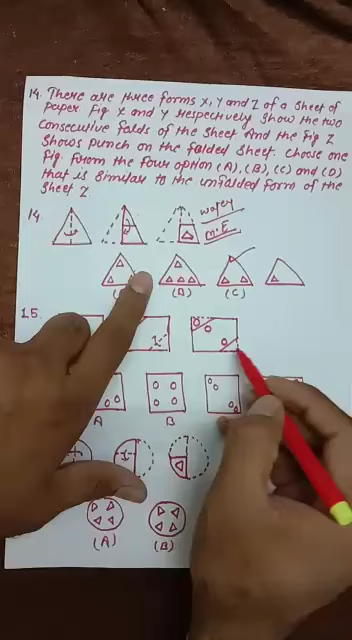 14. There are three forms X, Y and Z of a sheet of
paper Fig X and Y respectively show the two
consecutive folds of the sheet and the fig Z
shows punch on the folded sheet. Choose one
fig. from the four option (A), (B), (C) and (D)
that is similar to the unfolded form of the
sheet Z.
14.
(B) (C)
15.
A B
(A) (B)